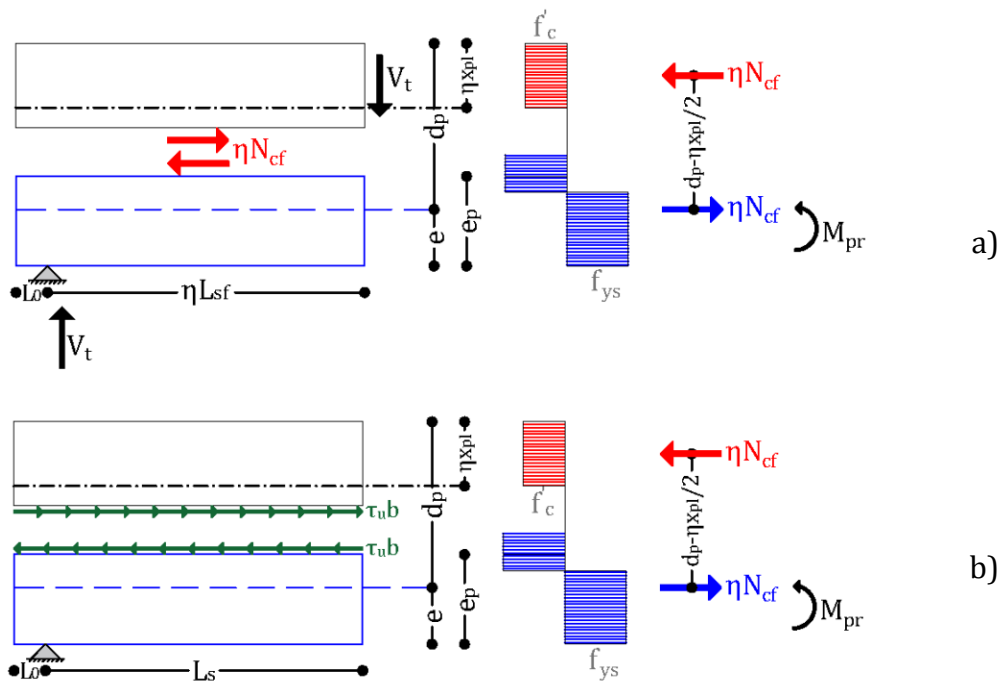 f'c
Vt
ηxpl
dp
ηNcf
ηNcf
dp-ηxpl/2
e
ep
ηNcf
Mpr
a)
L0
ηLsf
fys
Vt
ηxpl
dp
ηNcf
f'c
τub
dp-ηxpl/2
τub
e
ep
ηNcf
Mpr
b)
L0
Ls
fys